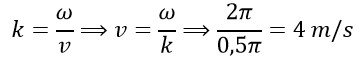 k = ω/v ⟹ v = ω/k ⟹ 2π/0,5π = 4 m/s